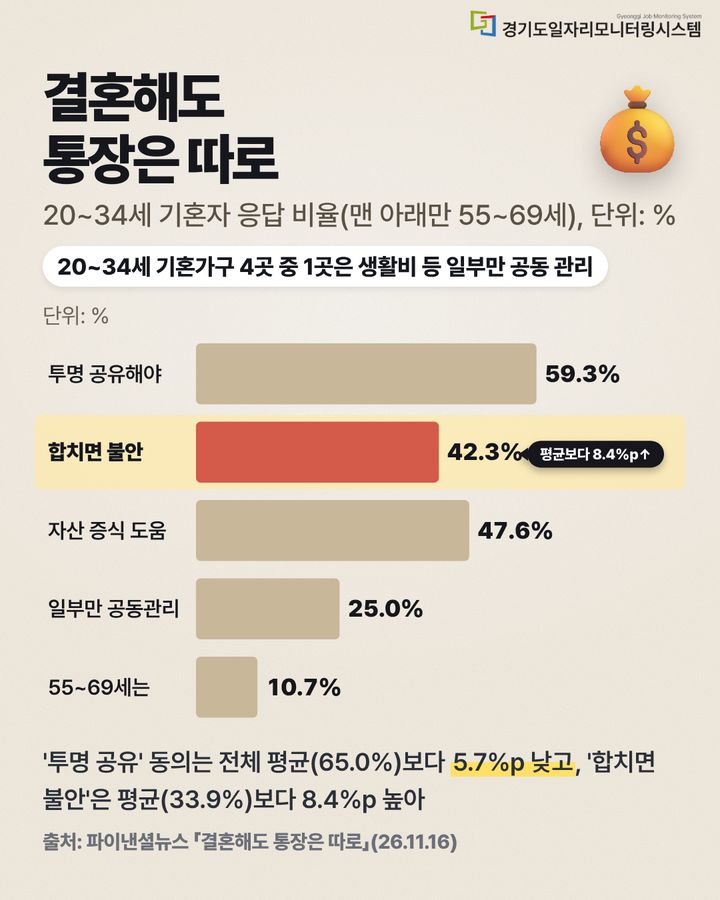 Gyeonggi Job Monitoring System
경기도일자리모니터링시스템
결혼해도
통장은 따로
$
20~34세 기혼자 응답 비율(맨 아래만 55~69세), 단위: %
20~34세 기혼가구 4곳 중 1곳은 생활비 등 일부만 공동 관리
단위: %
투명 공유해야 59.3%
합치면 불안 42.3% 평균보다 8.4%p↑
자산 증식 도움 47.6%
일부만 공동관리 25.0%
55~69세는 10.7%
'투명 공유' 동의는 전체 평균(65.0%)보다 5.7%p 낮고, '합치면
불안'은 평균(33.9%)보다 8.4%p 높아
출처: 파이낸셜뉴스 『결혼해도 통장은 따로』(26.11.16)